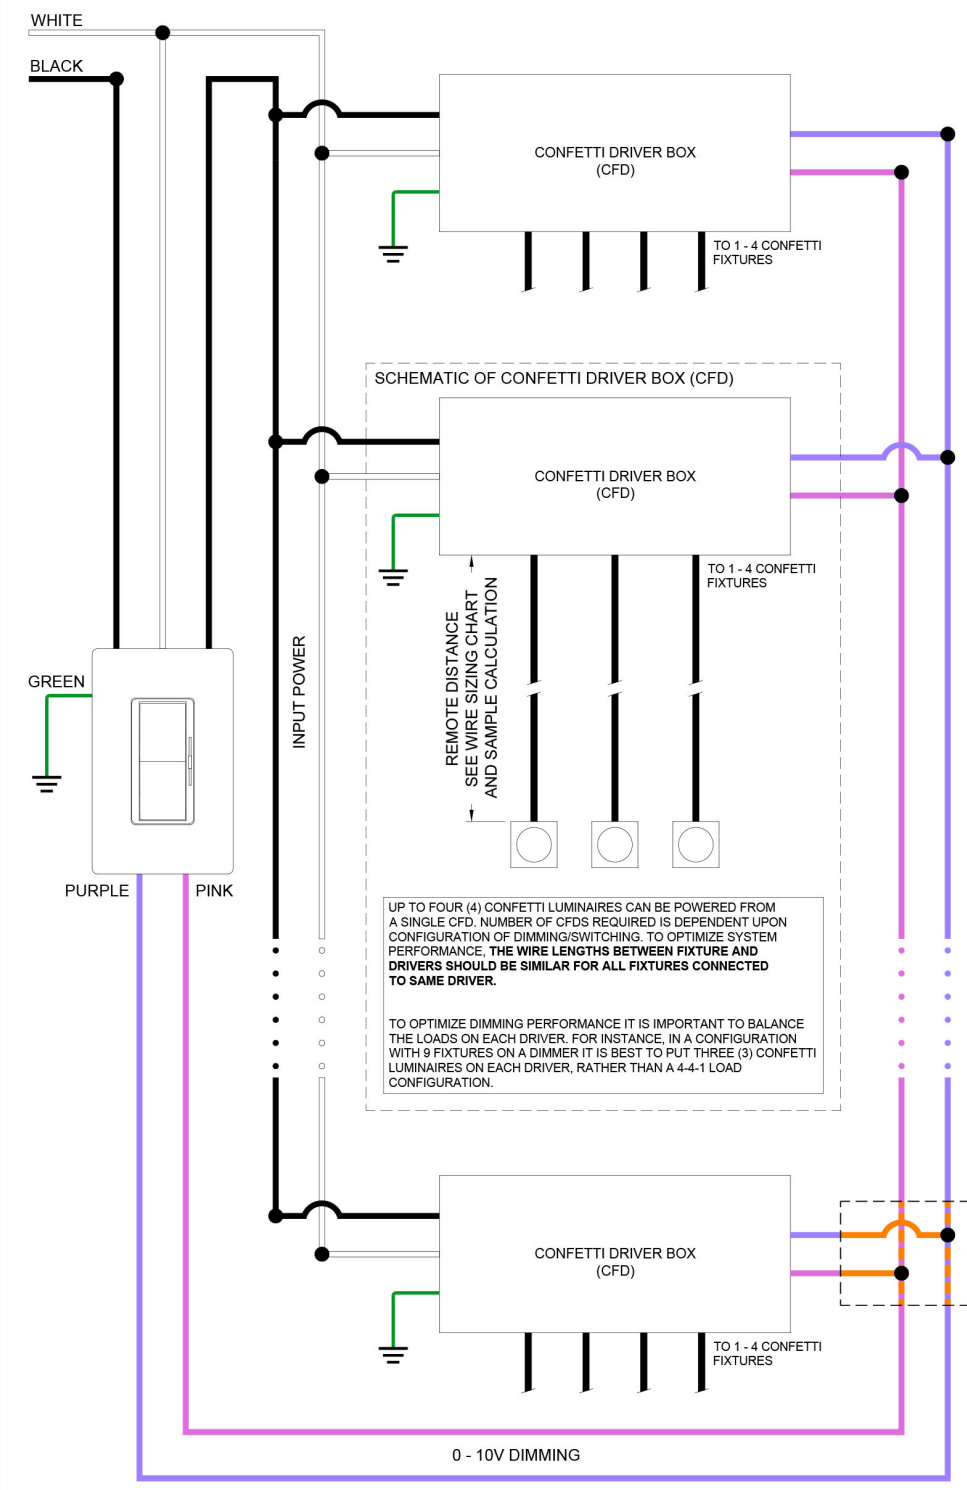 WHITE
BLACK
CONFETTI DRIVER BOX
(CFD)
TO 1 - 4 CONFETTI
FIXTURES
SCHEMATIC OF CONFETTI DRIVER BOX (CFD)
CONFETTI DRIVER BOX
(CFD)
TO 1 - 4 CONFETTI
FIXTURES
REMOTE DISTANCE
SEE WIRE SIZING CHART
AND SAMPLE CALCULATION
INPUT POWER
GREEN
PURPLE
PINK
UP TO FOUR (4) CONFETTI LUMINAIRES CAN BE POWERED FROM
A SINGLE CFD. NUMBER OF CFDS REQUIRED IS DEPENDENT UPON
CONFIGURATION OF DIMMING/SWITCHING. TO OPTIMIZE SYSTEM
PERFORMANCE, THE WIRE LENGTHS BETWEEN FIXTURE AND
DRIVERS SHOULD BE SIMILAR FOR ALL FIXTURES CONNECTED
TO SAME DRIVER.
TO OPTIMIZE DIMMING PERFORMANCE IT IS IMPORTANT TO BALANCE
THE LOADS ON EACH DRIVER. FOR INSTANCE, IN A CONFIGURATION
WITH 9 FIXTURES ON A DIMMER IT IS BEST TO PUT THREE (3) CONFETTI
LUMINAIRES ON EACH DRIVER, RATHER THAN A 4-4-1 LOAD
CONFIGURATION.
CONFETTI DRIVER BOX
(CFD)
TO 1 - 4 CONFETTI
FIXTURES
0 - 10V DIMMING